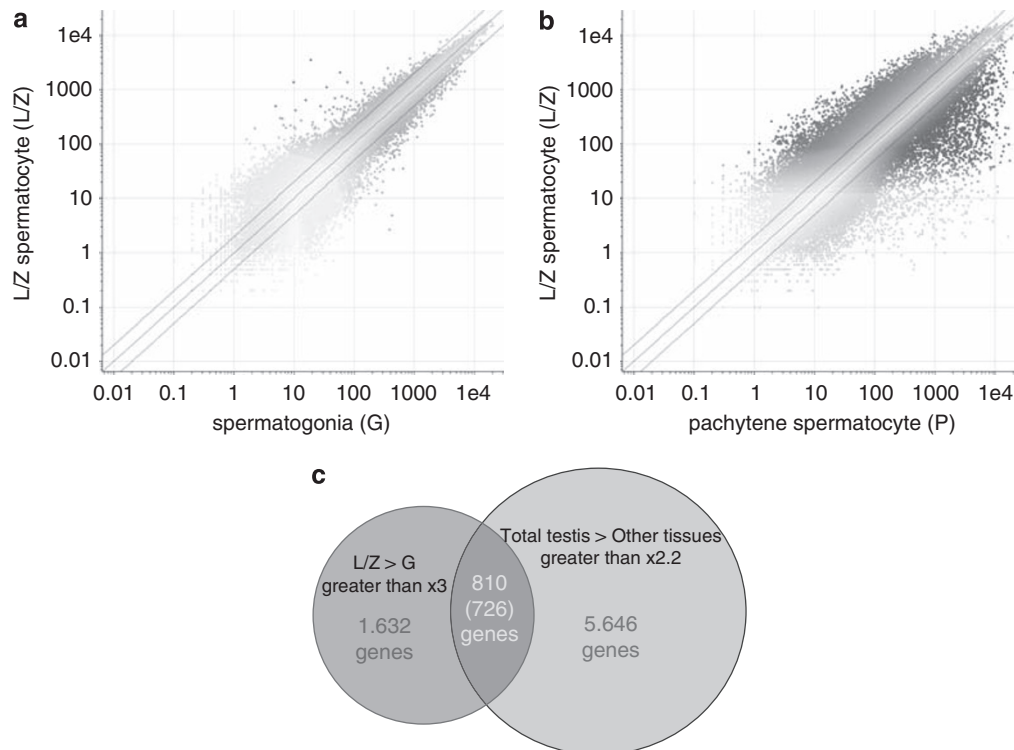 a
1e4
1000
100
10
1
0.1
0.01
L/Z spermatocyte (L/Z)
0.01 0.1 1 10 100 1000 1e4
spermatogonia (G)
b
1e4
1000
100
10
1
0.1
0.01
L/Z spermatocyte (L/Z)
0.01 0.1 1 10 100 1000 1e4
pachytene spermatocyte (P)
c
L/Z > G
greater than x3
1.632
genes
810
(726)
genes
Total testis > Other tissues
greater than x2.2
5.646
genes